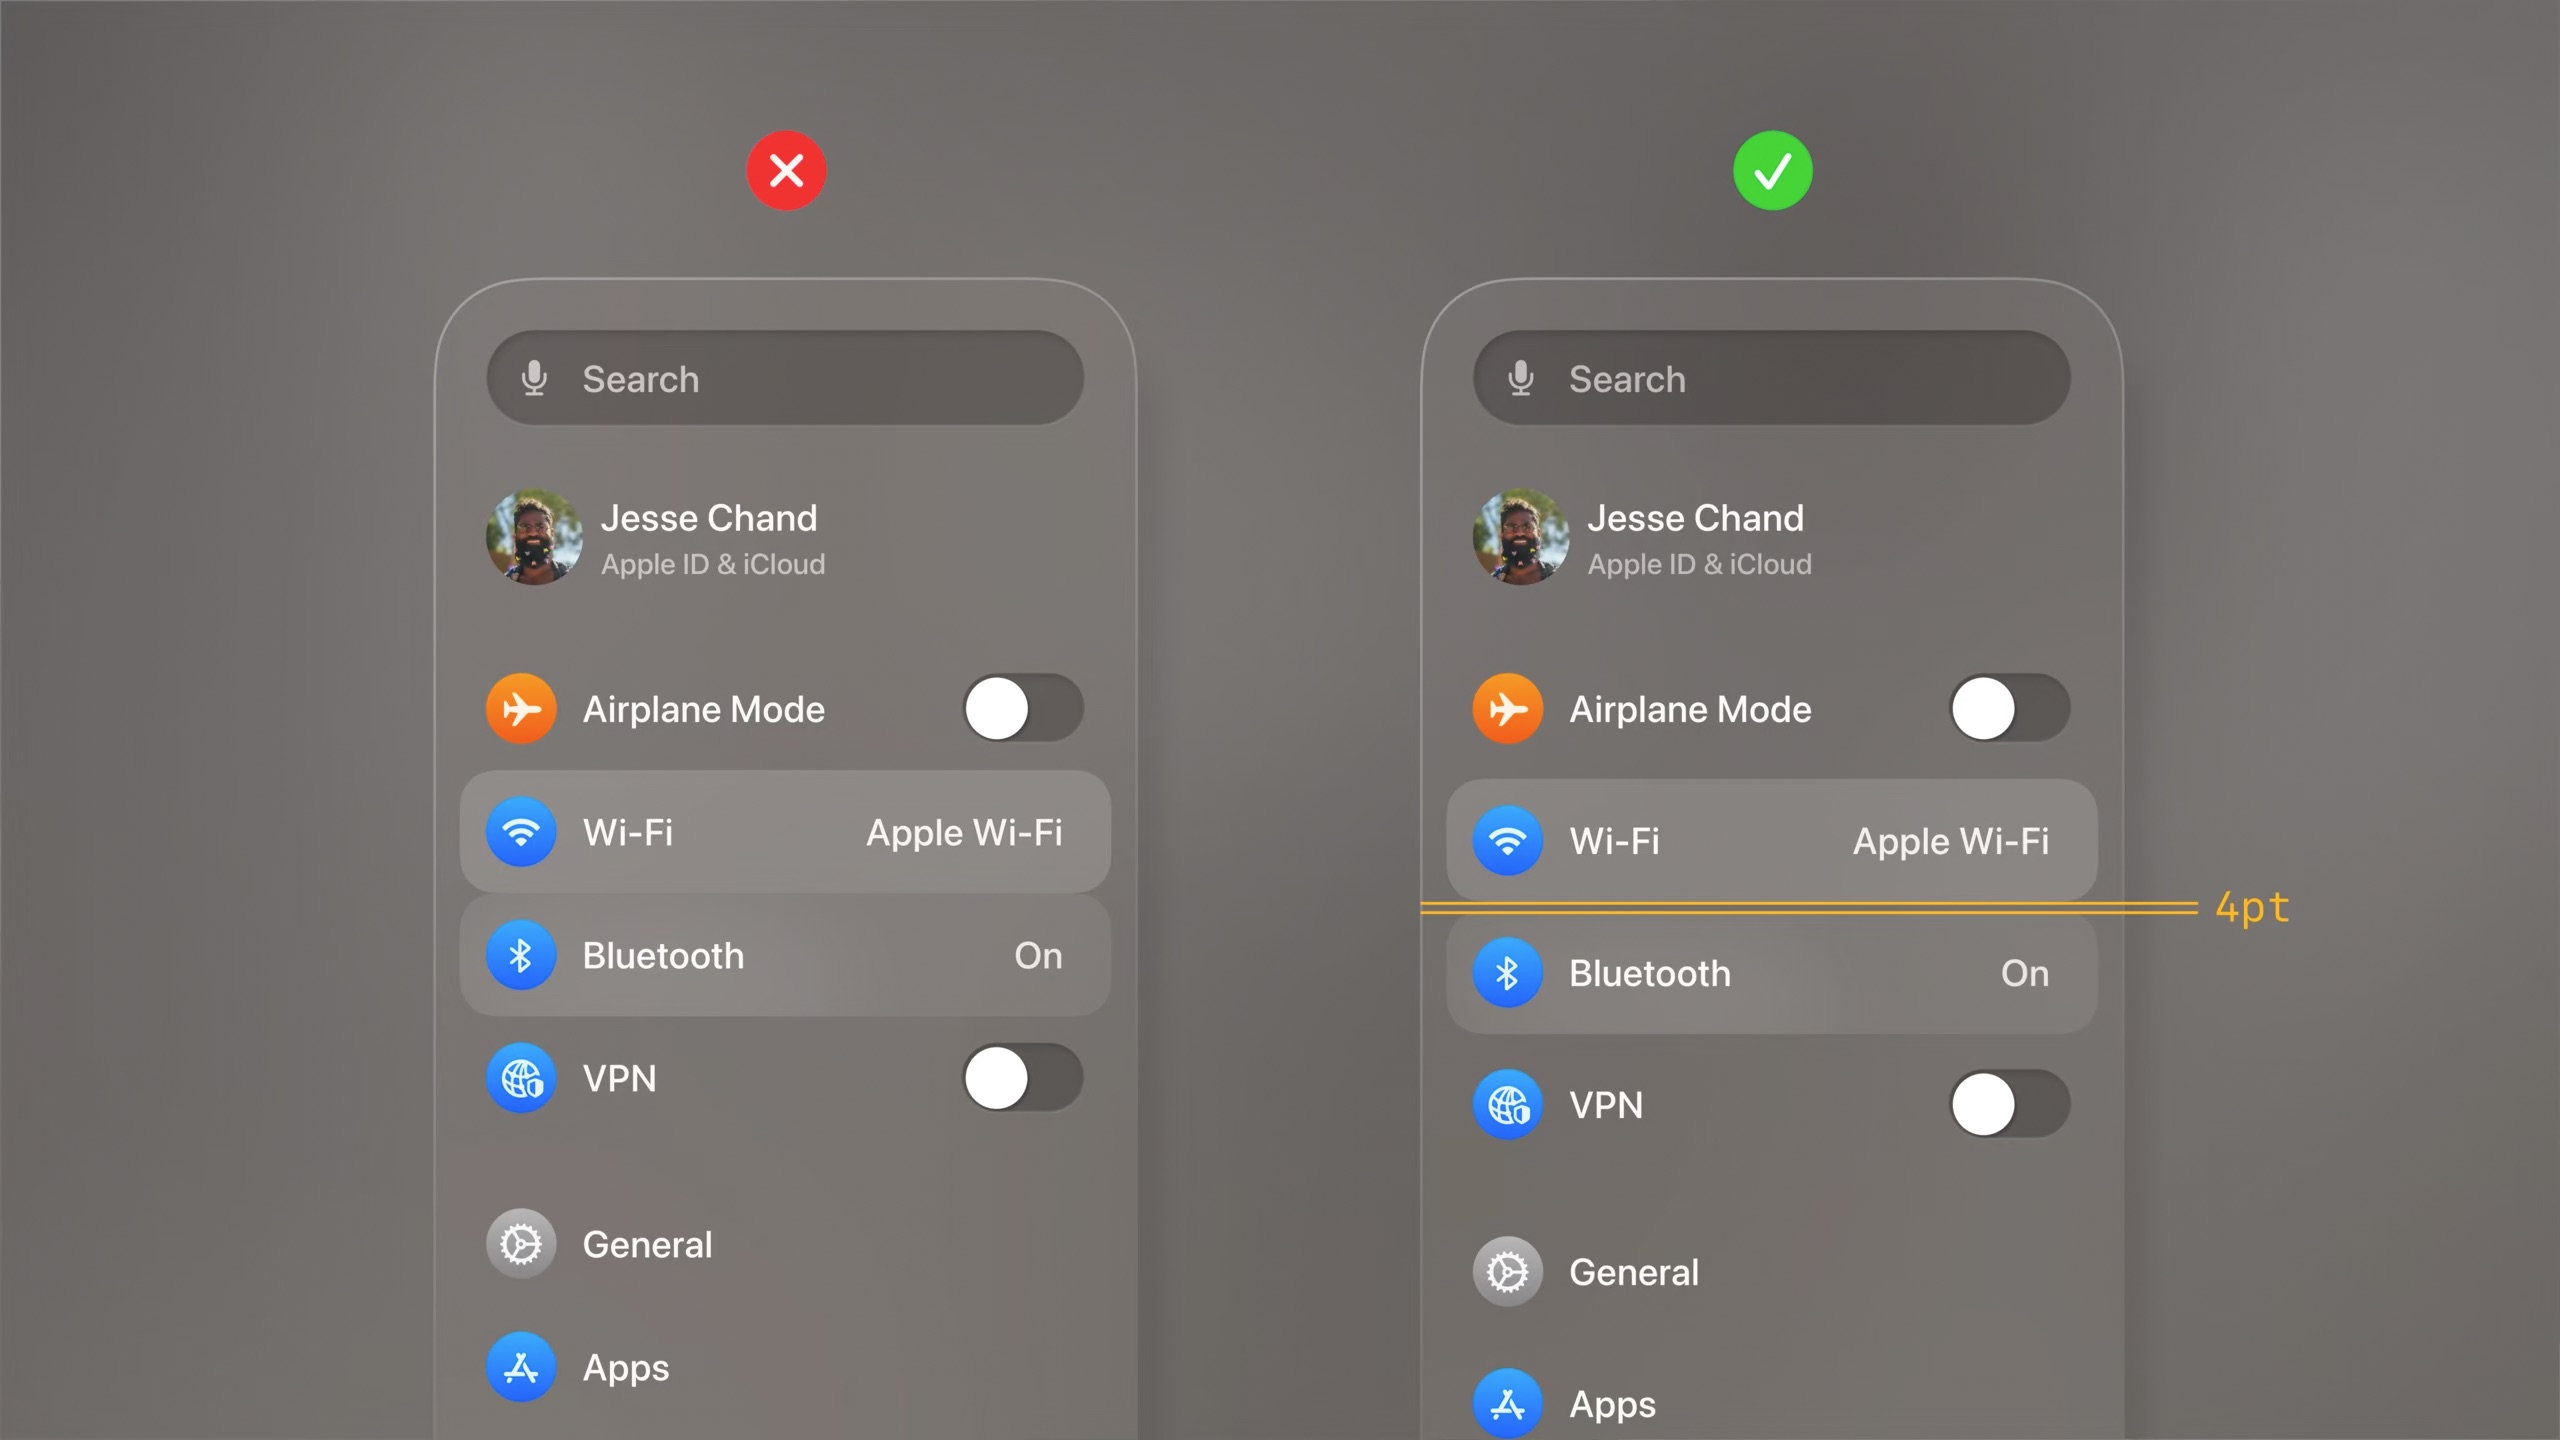 Search
Jesse Chand
Apple ID & iCloud
Airplane Mode
Wi-Fi Apple Wi-Fi
Bluetooth On
VPN
General
Apps
Search
Jesse Chand
Apple ID & iCloud
Airplane Mode
Wi-Fi Apple Wi-Fi
4pt
Bluetooth On
VPN
General
Apps